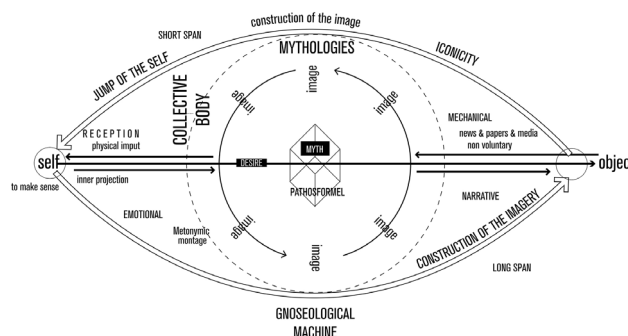 construction of the image
SHORT SPAN
MYTHOLOGIES
ICONICITY
JUMP OF THE SELF
COLLECTIVE
BODY
image
image
image
MECHANICAL
RECEPTION
physical imput
news & papers & media
non voluntary
MYTH
self
DESIRE
objec
to make sense
inner projection
PATHOSFORMEL
NARRATIVE
EMOTIONAL
Metonymic
montage
image
image
image
CONSTRUCTION OF THE IMAGERY
LONG SPAN
GNOSEOLOGICAL
MACHINE